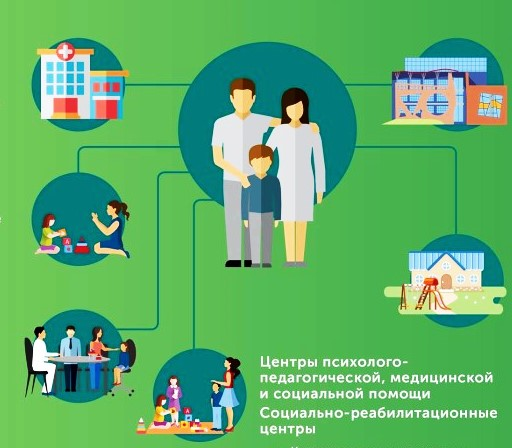 Центры психолого-
педагогической, медицинской
и социальной помощи
Социально-реабилитационные
центры